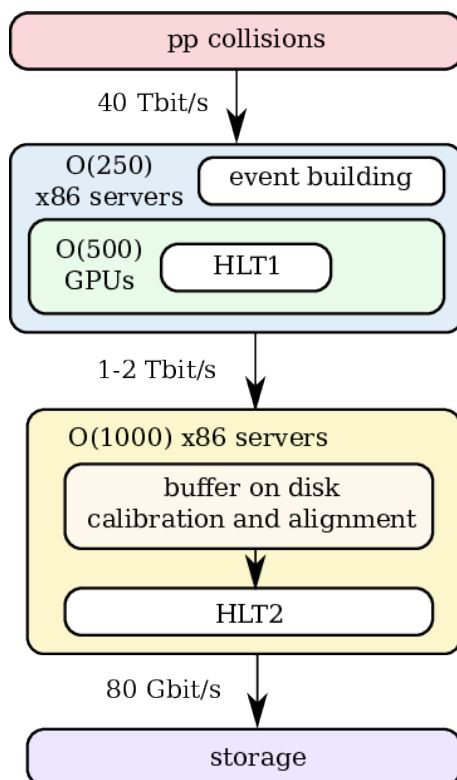 pp collisions
40 Tbit/s
O(250)
x86 servers
event building
O(500)
GPUs
HLT1
1-2 Tbit/s
O(1000) x86 servers
buffer on disk
calibration and alignment
HLT2
80 Gbit/s
storage